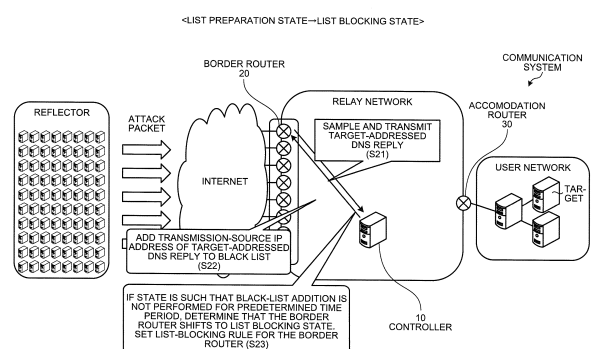 <LIST PREPARATION STATE→LIST BLOCKING STATE>
COMMUNICATION
SYSTEM
BORDER ROUTER
20
REFLECTOR
ATTACK
PACKET
RELAY NETWORK
ACCOMODATION
ROUTER
30
SAMPLE AND TRANSMIT
TARGET-ADDRESSED
DNS REPLY
(S21)
INTERNET
USER NETWORK
TAR-
GET
ADD TRANSMISSION-SOURCE IF
ADDRESS OF TARGET-ADDRESSED
DNS REPLY TO BLACK LIST
(S22)
IF STATE IS SUCH THAT BLACK-LIST ADDITION IS
NOT PERFORMED FOR PREDETERMINED TIME
PERIOD, DETERMINE THAT THE BORDER
ROUTER SHIFTS TO LIST BLOCKING STATE.
SET LIST-BLOCKING RULE FOR THE
BORDER ROUTER (S23)
10
CONTROLLER